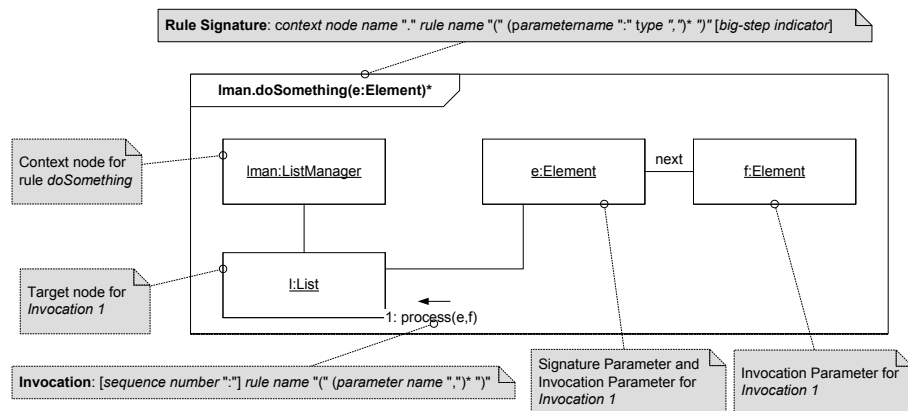 Rule Signature: context node name "." rule name "(" (parametername ":" type ",")* ")" [big-step indicator]
lman.doSomething(e:Element)*
Context node for
rule doSomething
lman:ListManager
e:Element
next
f:Element
Target node for
Invocation 1
l:List
1: process(e,f)
Invocation: [sequence number ":"] rule name "(" (parameter name ",")* ")"
Signature Parameter and
Invocation Parameter for
Invocation 1
Invocation Parameter for
Invocation 1